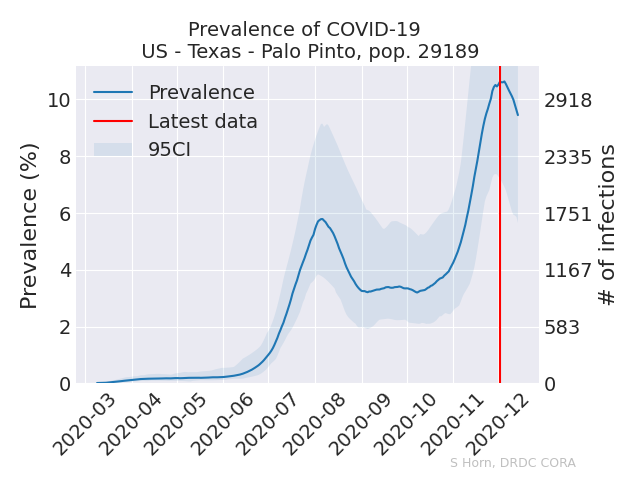 Prevalence of COVID-19
US - Texas - Palo Pinto, pop. 29189
Prevalence
Latest data
95CI
Prevalence (%)
10
8
6
4
2
0
2918
2335
1751
1167
583
0
# of infections
2020-03
2020-04
2020-05
2020-06
2020-07
2020-08
2020-09
2020-10
2020-11
2020-12
S Horn, DRDC CORA